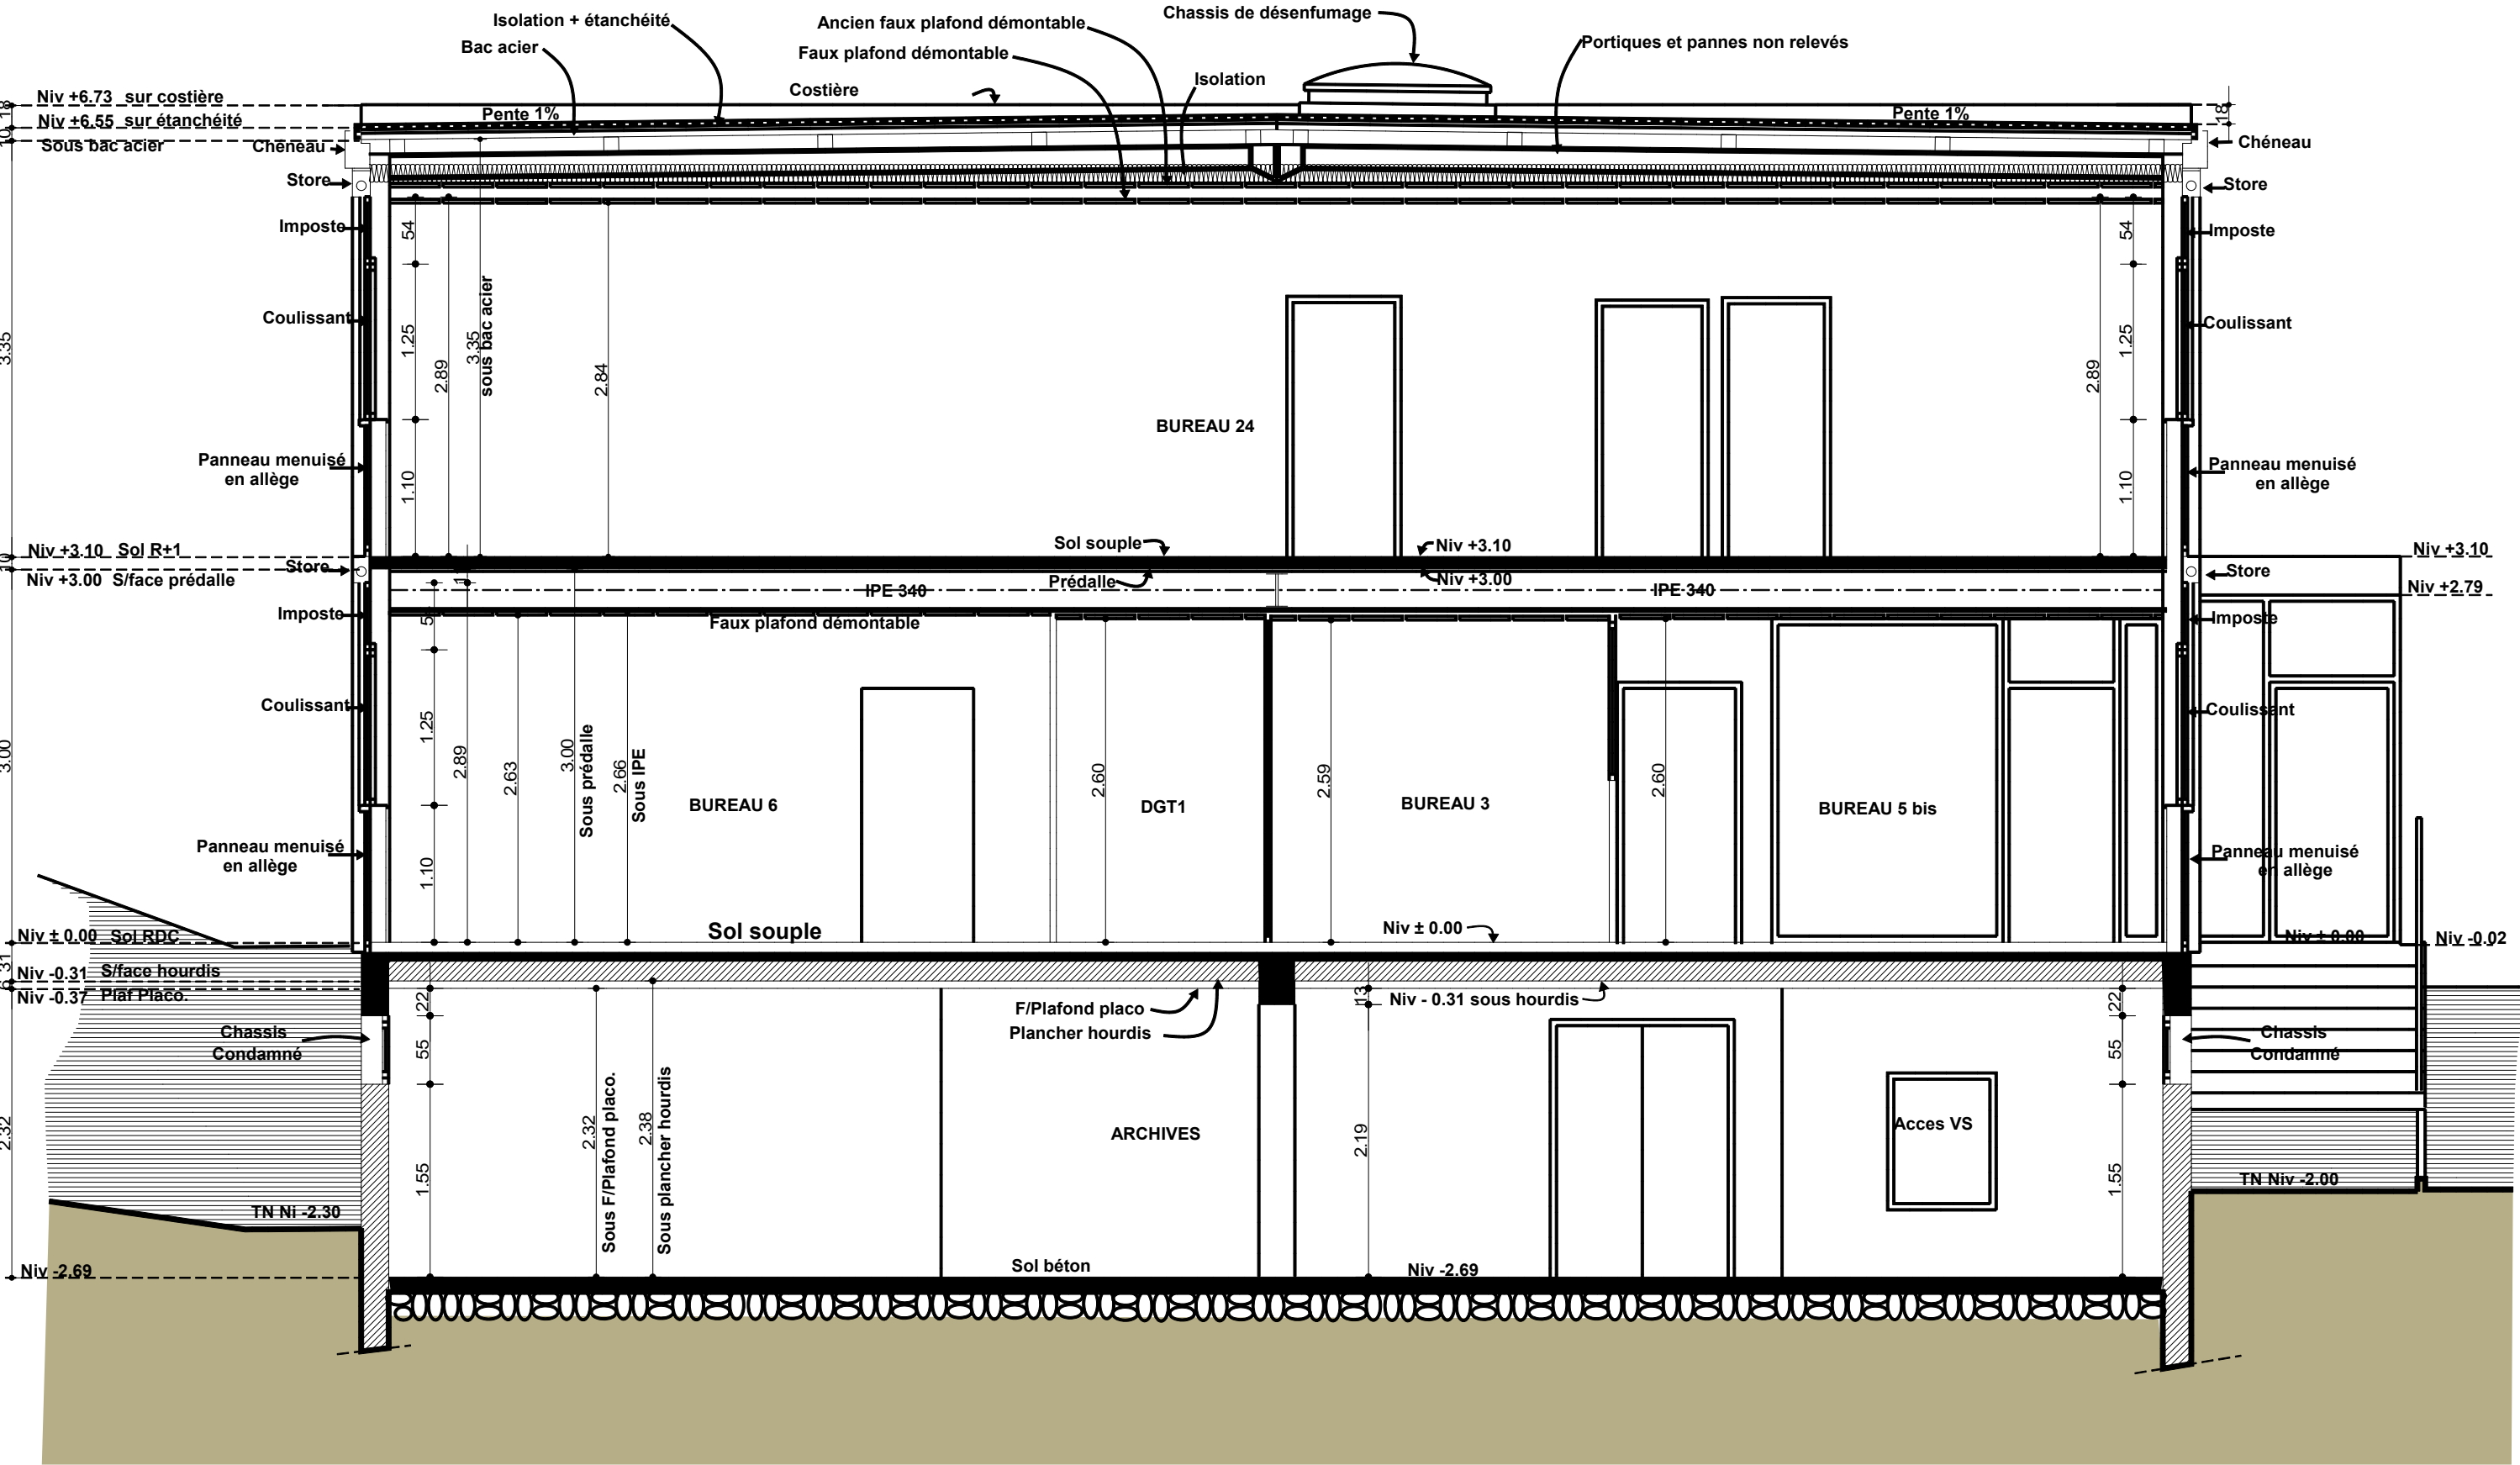 Chassis de désenfumage
Isolation + étanchéité
Ancien faux plafond démontable
Bac acier
Faux plafond démontable
Portiques et pannes non relevés
Isolation
Costière
Niv +6.73 sur costière
18
Pente 1%
Pente 1%
18
Niv +6.55 sur étanchéité
10
Sous bac acier
Chéneau
Chéneau
Store
Store
Imposte
54
54
Imposte
Coulissant
1.25
2.89
3.35
sous bac acier
2.84
2.89
1.25
Coulissant
3.35
BUREAU 24
Panneau menuisé
en allège
1.10
1.10
Panneau menuisé
en allège
Niv +3.10 Sol R+1
Sol souple
Niv +3.10
Niv +3.10
10
Niv +3.00 S/face prédalle
Store
Prédalle
Niv +3.00
Store
IPE 340
IPE 340
Niv +2.79
Imposte
Faux plafond démontable
Imposte
Coulissant
1.25
2.89
2.63
3.00
Sous prédalle
2.66
Sous IPE
2.60
2.59
2.60
Coulissant
3.00
BUREAU 6
DGT1
BUREAU 3
BUREAU 5 bis
Panneau menuisé
en allège
1.10
Panneau menuisé
en allège
Sol souple
Niv ± 0.00
Niv ± 0.00 Sol RDC
Niv ± 0.00
Niv -0.02
31
Niv -0.31 S/face hourdis
6
Niv -0.37 Plaf Placo.
22
F/Plafond placo
13
Niv - 0.31 sous hourdis
22
Plancher hourdis
Chassis
Condamné
55
55
Chassis
Condamné
2.32
2.32
Sous F/Plafond placo.
2.38
Sous plancher hourdis
ARCHIVES
2.19
Acces VS
1.55
1.55
TN Ni -2.30
TN Niv -2.00
Niv -2.69
Sol béton
Niv -2.69